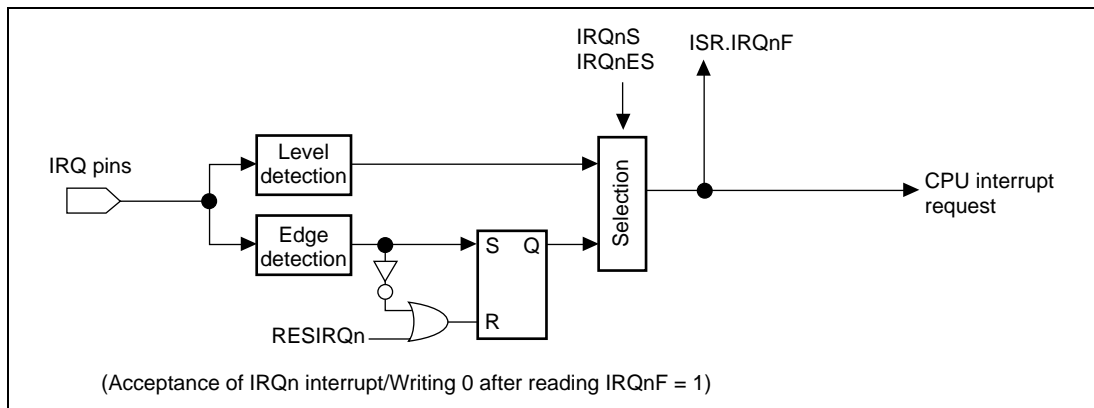 IRQnS
IRQnES
ISR.IRQnF
IRQ pins
Level
detection
Selection
CPU interrupt
request
Edge
detection
S
Q
R
RESIRQn
(Acceptance of IRQn interrupt/Writing 0 after reading IRQnF = 1)